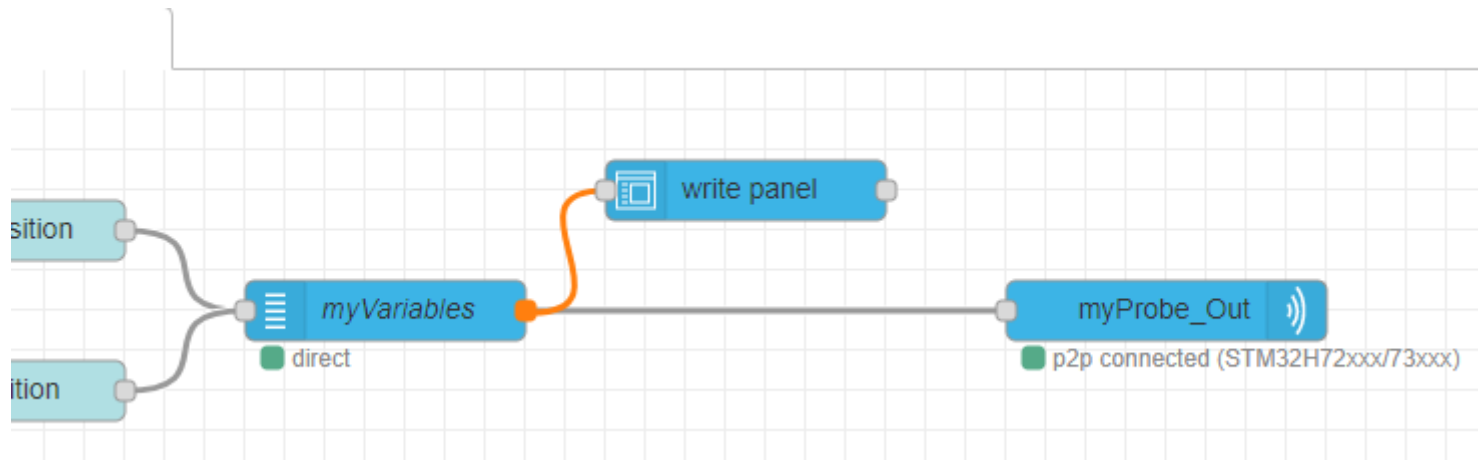 write panel
sition
myVariables
myProbe_Out
direct
p2p connected (STM32H72xxx/73xxx)
ition